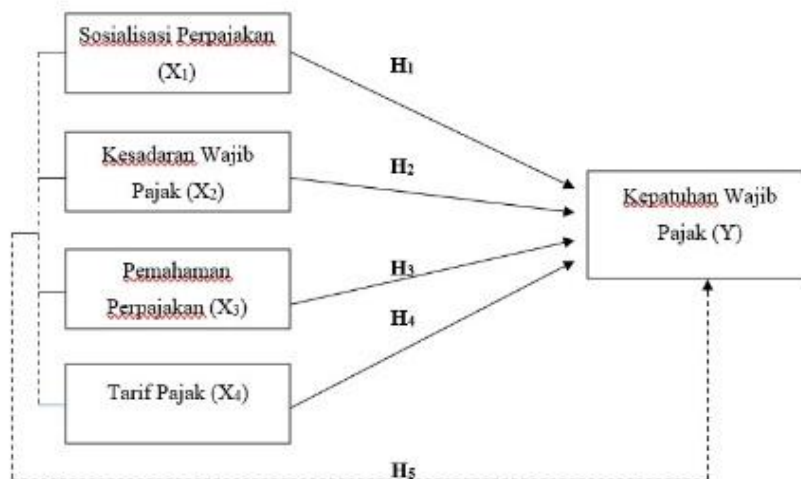 Sosialisasi Perpajakan
(X₁)
H₁
Kesadaran Wajib
Pajak (X₂)
H₂
Kepatuhan Wajib
Pajak (Y)
Pemahaman
Perpajakan (X₃)
H₃
H₄
Tarif Pajak (X₄)
H₅